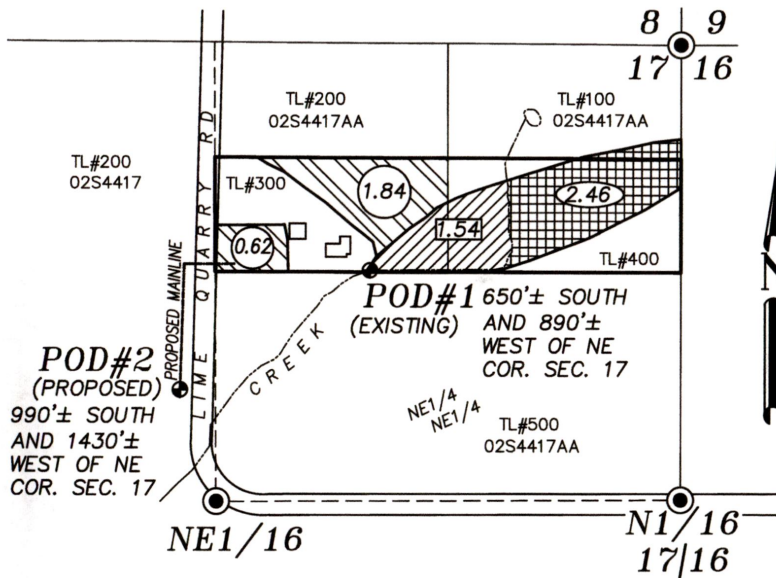 8 9
17 16
TL#200
02S4417AA
TL#100
02S4417AA
TL#200
02S4417
LIME QUARRY RD
TL#300
1.84
2.46
1.54
0.62
TL#400
PROPOSED MAINLINE
POD#1
(EXISTING)
650'± SOUTH
AND 890'±
WEST OF NE
COR. SEC. 17
N
POD#2
(PROPOSED)
990'± SOUTH
AND 1430'±
WEST OF NE
COR. SEC. 17
CREEK
NE1/4
NE1/4
TL#500
02S4417AA
NE1/16
N1/16
17|16